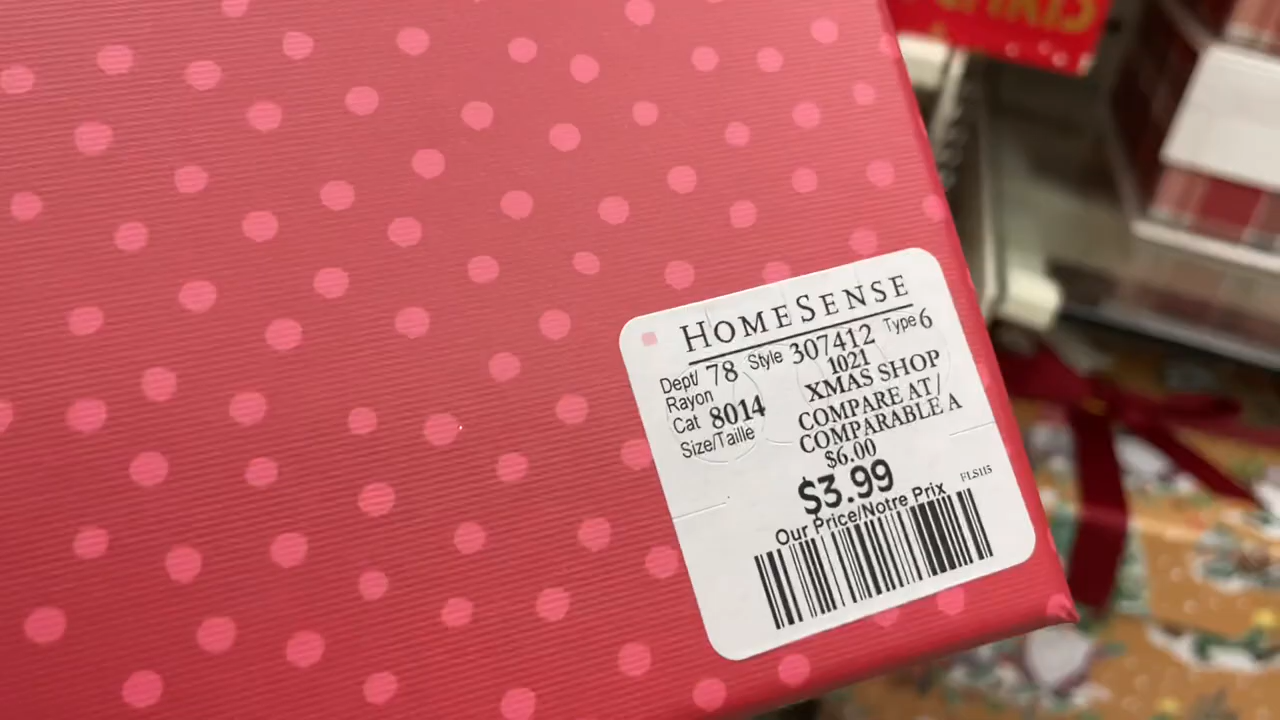 HOMESENSE
Dept/ 78 Style 307412 Type 6
Rayon 1021
Cat 8014 XMAS SHOP
Size/Taille COMPARE AT/
COMPARABLE A
$6.00
$3.99 FLS115
Our Price/Notre Prix